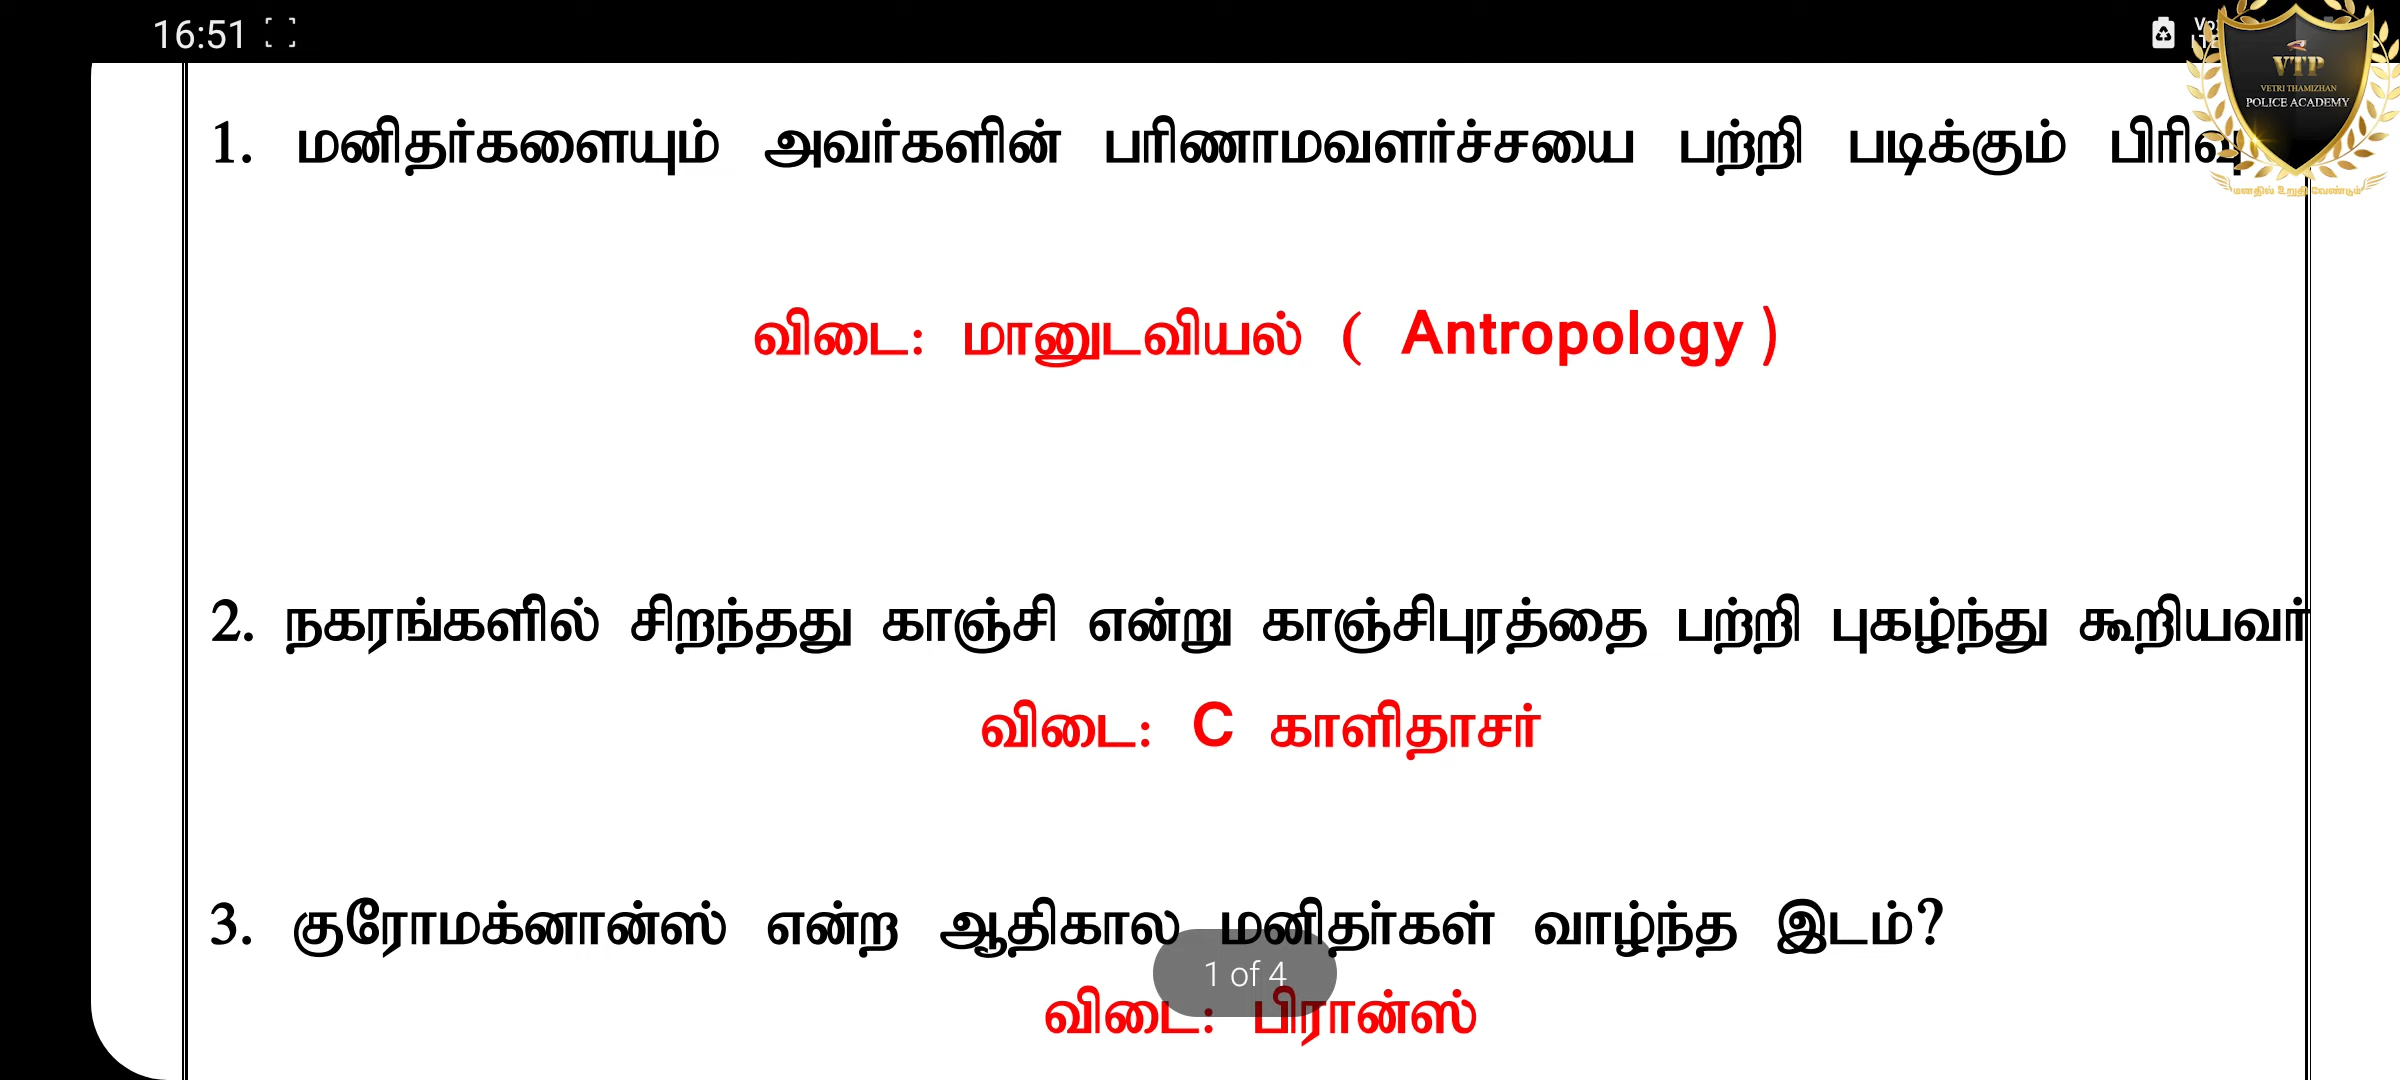 16:51
VTP
VETRI THAMIZHAN
POLICE ACADEMY
மனதில் உறுதி வேண்டும்
1. மனிதர்களையும் அவர்களின் பரிணாமவளர்ச்சயை பற்றி படிக்கும் பிரிவு
விடை: மானுடவியல் ( Antropology )
2. நகரங்களில் சிறந்தது காஞ்சி என்று காஞ்சிபுரத்தை பற்றி புகழ்ந்து கூறியவர்
விடை: C காளிதாசர்
3. குரோமக்னான்ஸ் என்ற ஆதிகால மனிதர்கள் வாழ்ந்த இடம்?
1 of 4
விடை: பிரான்ஸ்